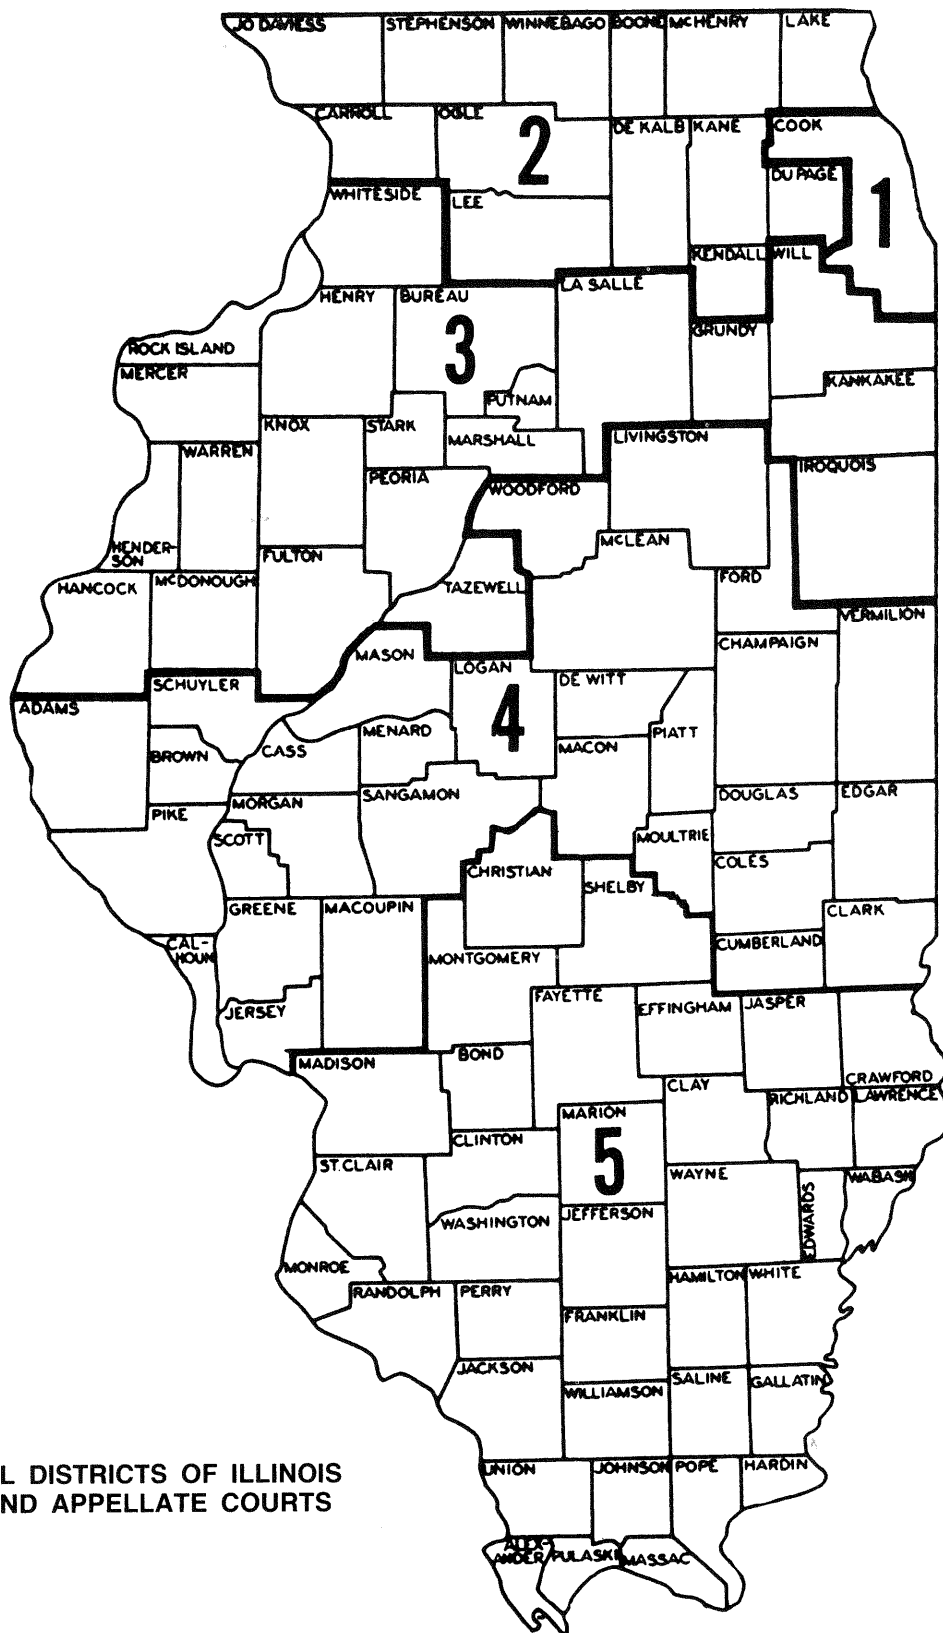 JO DAVIESS
STEPHENSON
WINNEBAGO
BOONE
McHENRY
LAKE
CARROLL
OGLE
2
DE KALB
KANE
COOK
DU PAGE
1
WHITESIDE
LEE
KENDALL
WILL
HENRY
BUREAU
LA SALLE
3
GRUNDY
ROCK ISLAND
MERCER
PUTNAM
KANKAKEE
KNOX
STARK
MARSHALL
LIVINGSTON
WARREN
PEORIA
WOODFORD
IROQUOIS
HENDER-
SON
FULTON
McLEAN
HANCOCK
McDONOUGH
TAZEWELL
FORD
VERMILION
MASON
CHAMPAIGN
SCHUYLER
LOGAN
DE WITT
ADAMS
4
BROWN
CASS
MENARD
MACON
PIATT
PIKE
MORGAN
SANGAMON
DOUGLAS
EDGAR
SCOTT
MOULTRIE
CHRISTIAN
SHELBY
COLES
GREENE
MACOUPIN
CLARK
CAL-
HOUN
MONTGOMERY
CUMBERLAND
JERSEY
FAYETTE
EFFINGHAM
JASPER
MADISON
BOND
CLAY
CRAWFORD
RICHLAND
LAWRENCE
MARION
CLINTON
5
ST. CLAIR
WAYNE
EDWARDS
WABASH
WASHINGTON
JEFFERSON
MONROE
HAMILTON
WHITE
RANDOLPH
PERRY
FRANKLIN
JACKSON
WILLIAMSON
SALINE
GALLATIN
L DISTRICTS OF ILLINOIS
ND APPELLATE COURTS
UNION
JOHNSON
POPE
HARDIN
ALEX-
ANDER
PULASKI
MASSAC